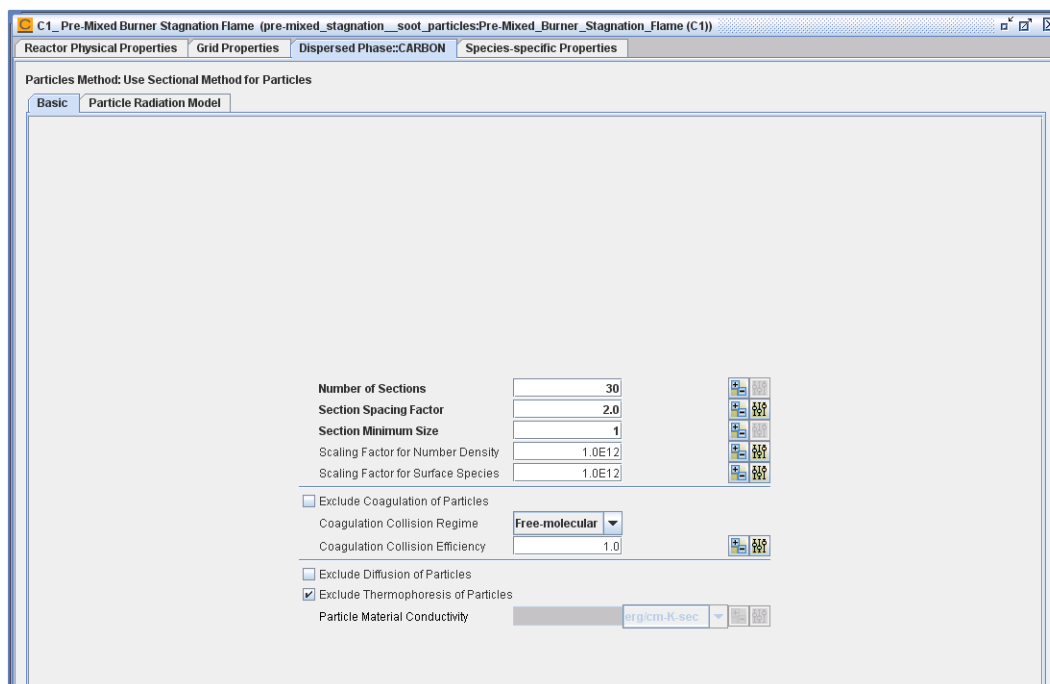 C1_ Pre-Mixed Burner Stagnation Flame (pre-mixed_stagnation__soot_particles:Pre-Mixed_Burner_Stagnation_Flame (C1))
Reactor Physical Properties Grid Properties Dispersed Phase::CARBON Species-specific Properties
Particles Method: Use Sectional Method for Particles
Basic Particle Radiation Model
Number of Sections 30
Section Spacing Factor 2.0
Section Minimum Size 1
Scaling Factor for Number Density 1.0E12
Scaling Factor for Surface Species 1.0E12
Exclude Coagulation of Particles
Coagulation Collision Regime Free-molecular
Coagulation Collision Efficiency 1.0
Exclude Diffusion of Particles
Exclude Thermophoresis of Particles
Particle Material Conductivity erg/cm-K-sec